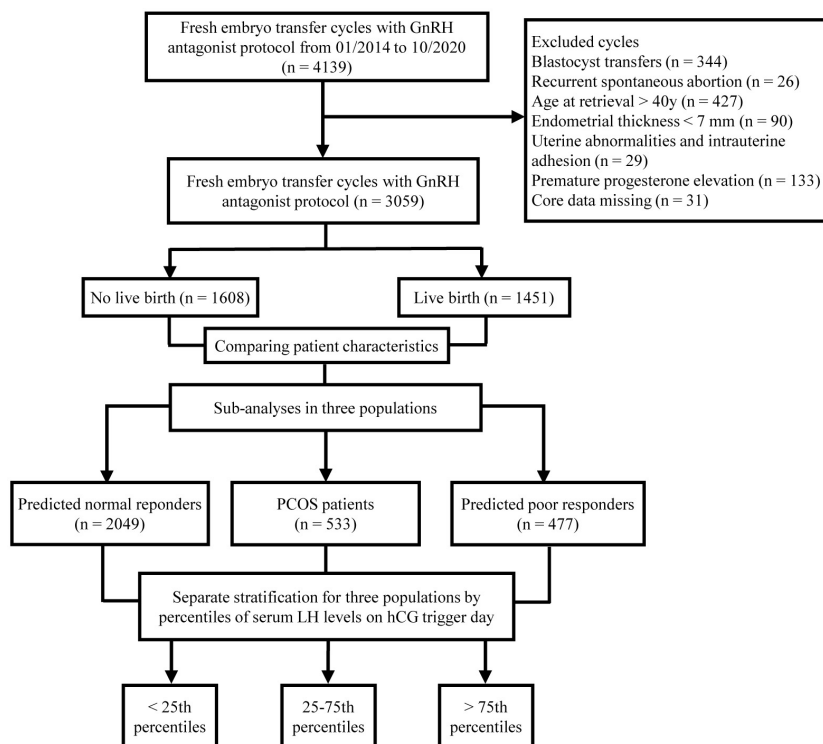 Fresh embryo transfer cycles with GnRH
antagonist protocol from 01/2014 to 10/2020
(n = 4139)
Excluded cycles
Blastocyst transfers (n = 344)
Recurrent spontaneous abortion (n = 26)
Age at retrieval > 40y (n = 427)
Endometrial thickness < 7 mm (n = 90)
Uterine abnormalities and intrauterine
adhesion (n = 29)
Premature progesterone elevation (n = 133)
Core data missing (n = 31)
Fresh embryo transfer cycles with GnRH
antagonist protocol (n = 3059)
No live birth (n = 1608)
Live birth (n = 1451)
Comparing patient characteristics
Sub-analyses in three populations
Predicted normal reponders
(n = 2049)
PCOS patients
(n = 533)
Predicted poor responders
(n = 477)
Separate stratification for three populations by
percentiles of serum LH levels on hCG trigger day
< 25th
percentiles
25-75th
percentiles
> 75th
percentiles